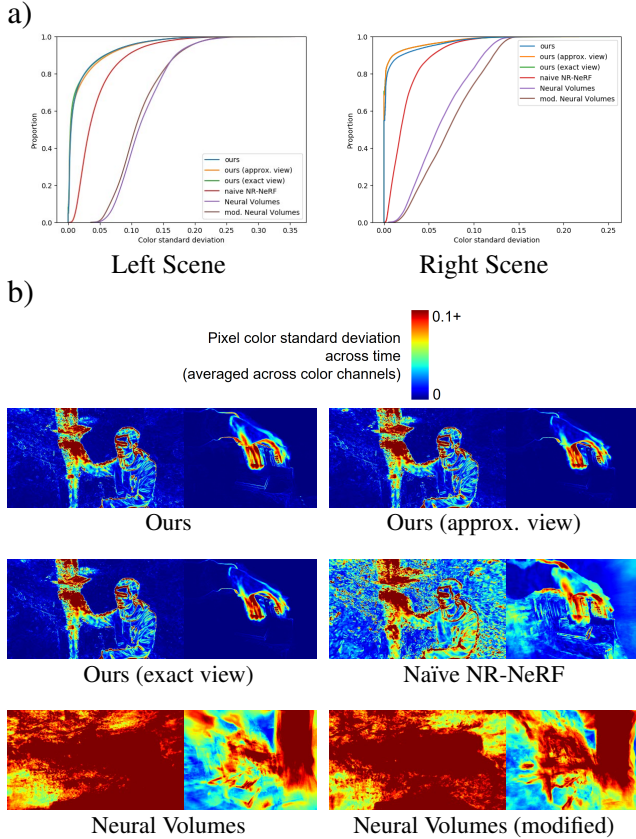 a)
1.0
0.8
0.6
0.4
0.2
0.0
Proportion
ours
ours (approx. view)
ours (exact view)
naive NR-NeRF
Neural Volumes
mod. Neural Volumes
0.00 0.05 0.10 0.15 0.20 0.25 0.30 0.35
Color standard deviation
Left Scene
1.0
0.8
0.6
0.4
0.2
0.0
Proportion
ours
ours (approx. view)
ours (exact view)
naive NR-NeRF
Neural Volumes
mod. Neural Volumes
0.00 0.05 0.10 0.15 0.20 0.25
Color standard deviation
Right Scene
b)
Pixel color standard deviation
across time
(averaged across color channels)
0.1+
0
Ours
Ours (approx. view)
Ours (exact view)
Naïve NR-NeRF
Neural Volumes
Neural Volumes (modified)